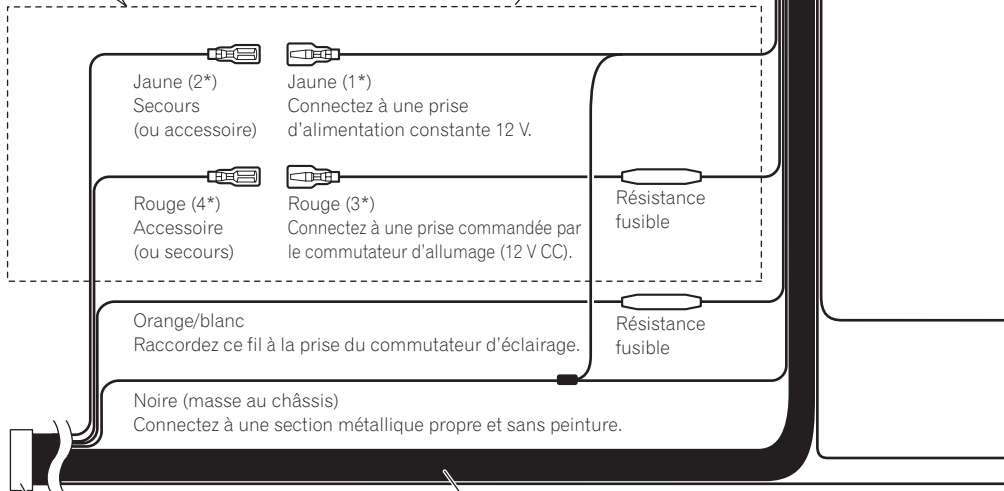 Jaune (2*)
Secours
(ou accessoire)
Jaune (1*)
Connectez à une prise
d'alimentation constante 12 V.
Rouge (4*)
Accessoire
(ou secours)
Rouge (3*)
Connectez à une prise commandée par
le commutateur d'allumage (12 V CC).
Résistance
fusible
Orange/blanc
Raccordez ce fil à la prise du commutateur d'éclairage.
Résistance
fusible
Noire (masse au châssis)
Connectez à une section métallique propre et sans peinture.